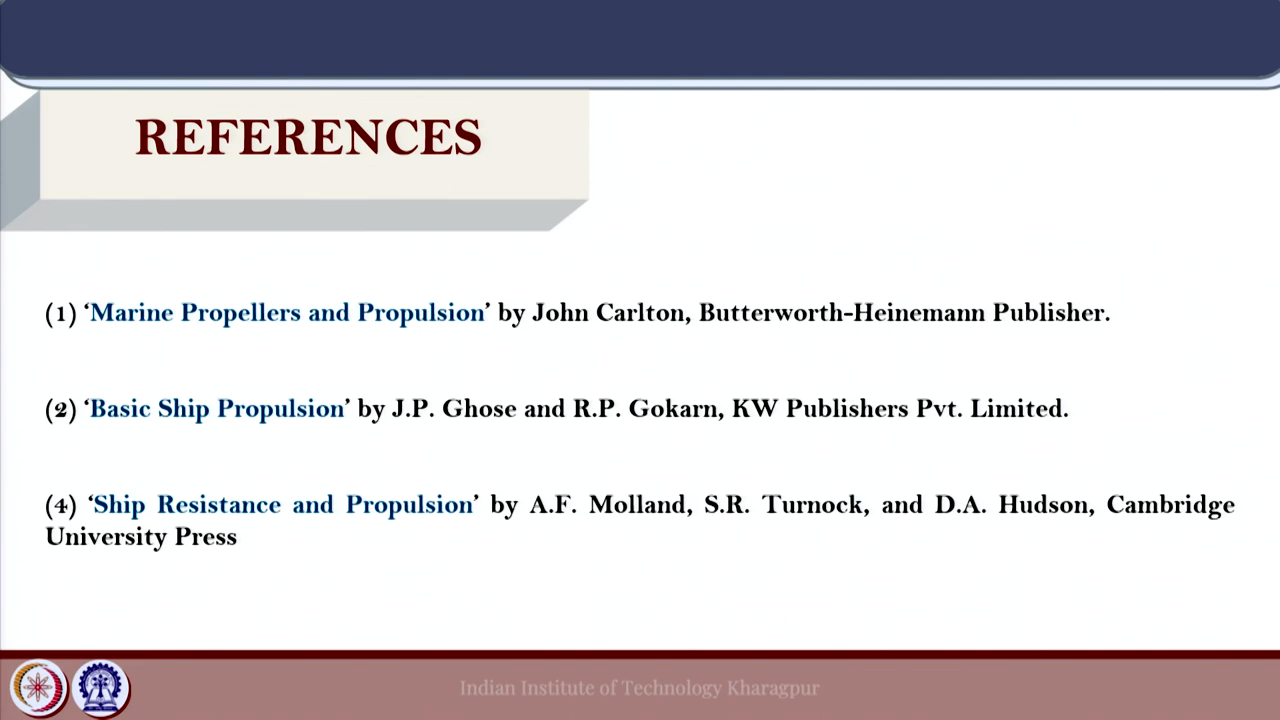 REFERENCES
(1) ‘Marine Propellers and Propulsion’ by John Carlton, Butterworth-Heinemann Publisher.
(2) ‘Basic Ship Propulsion’ by J.P. Ghose and R.P. Gokarn, KW Publishers Pvt. Limited.
(4) ‘Ship Resistance and Propulsion’ by A.F. Molland, S.R. Turnock, and D.A. Hudson, Cambridge
University Press
Indian Institute of Technology Kharagpur